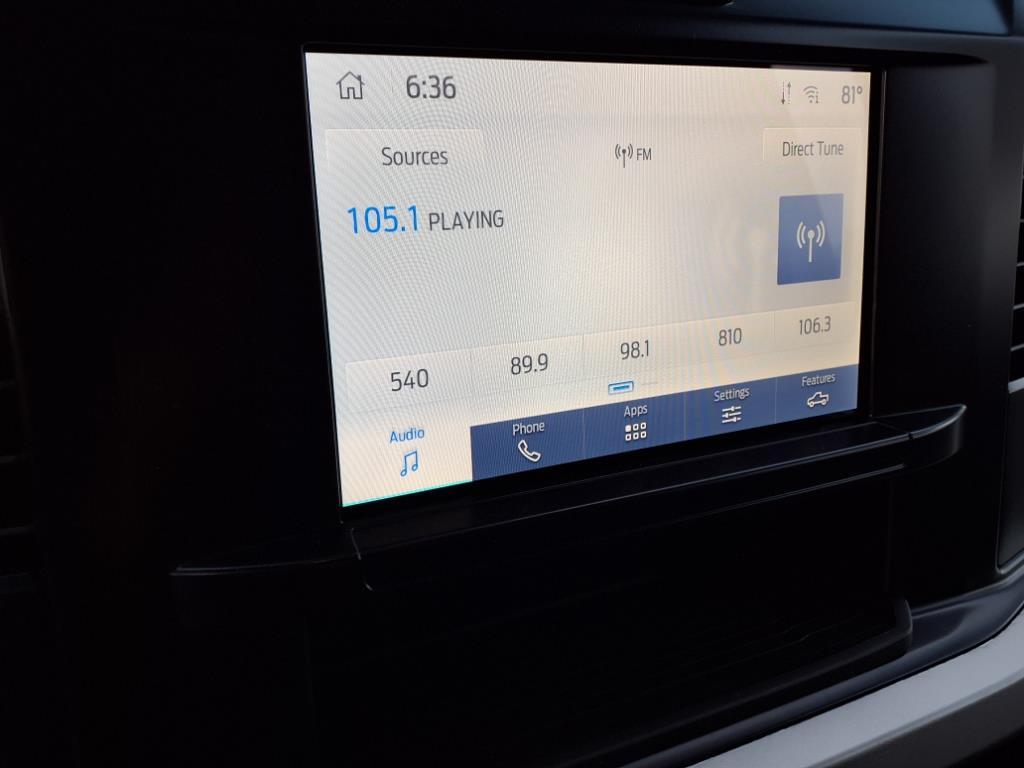 6:36 81°
Sources FM Direct Tune
105.1 PLAYING
540 89.9 98.1 810 106.3
Audio Phone Apps Settings Features